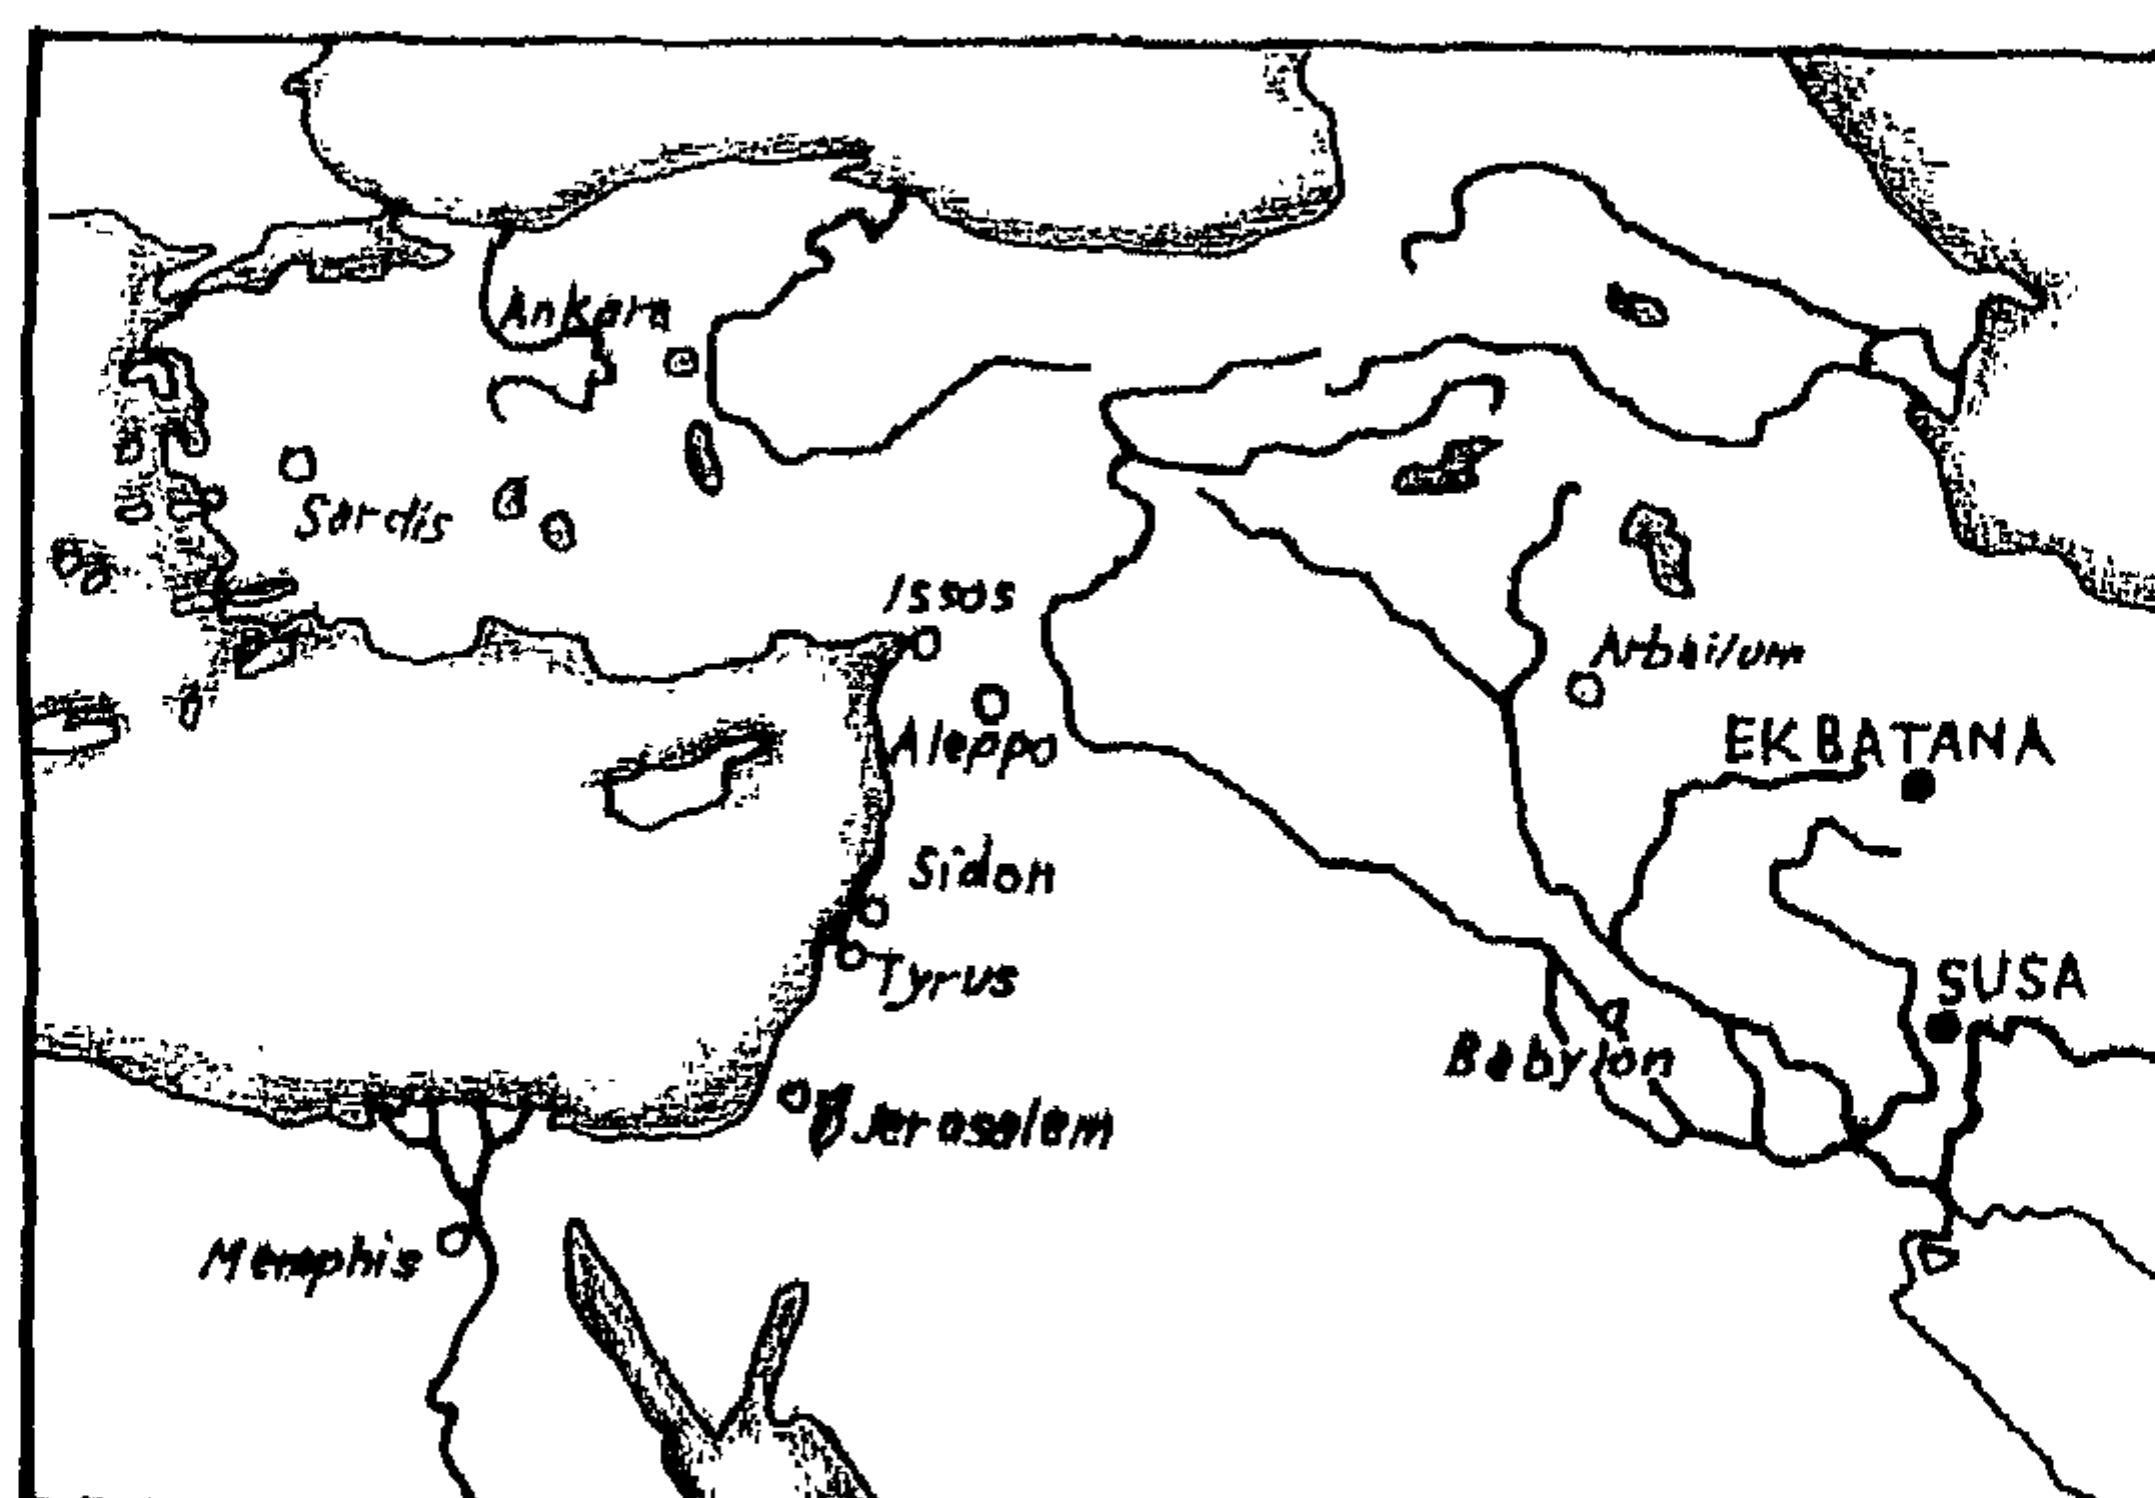 Ankara
Sardis
Issos
Arbailum
Aleppo
EKBATANA
Sidon
Tyrus
SUSA
Babylon
Jerusalem
Memphis